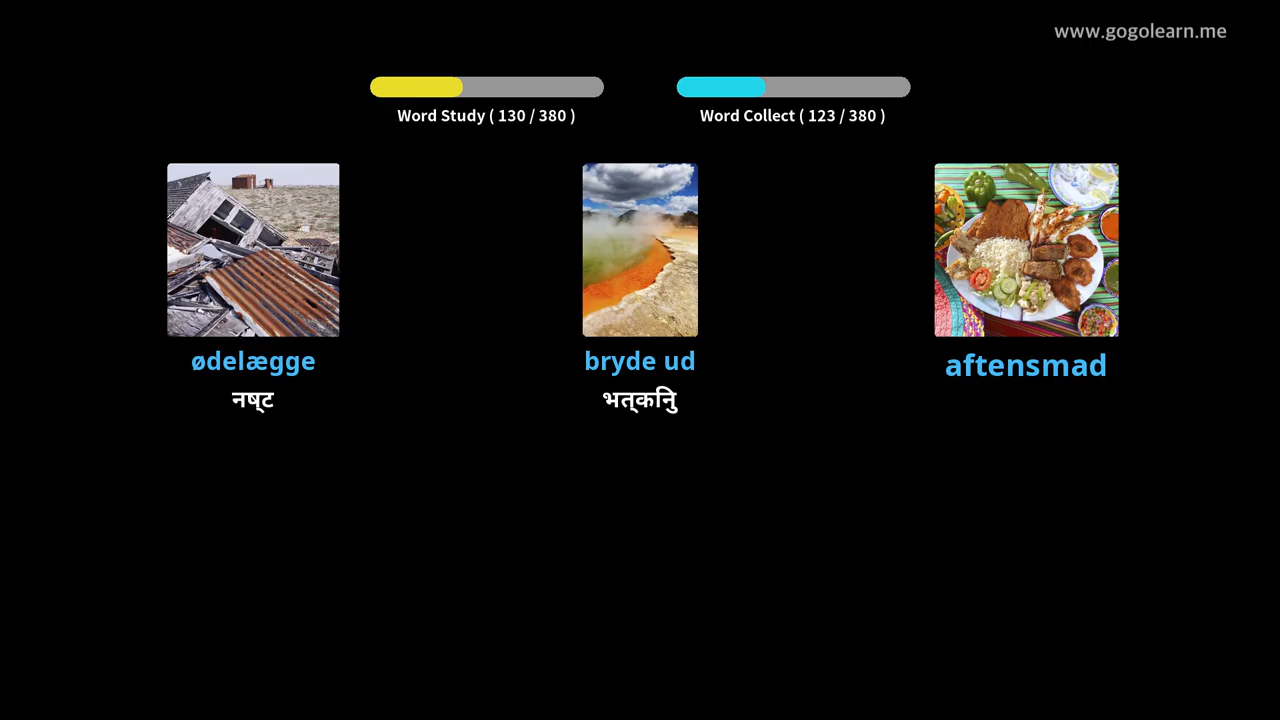 www.gogolearn.me
Word Study ( 130 / 380 )
Word Collect ( 123 / 380 )
ødelægge
bryde ud
aftensmad
नष्ट
भत्कनु